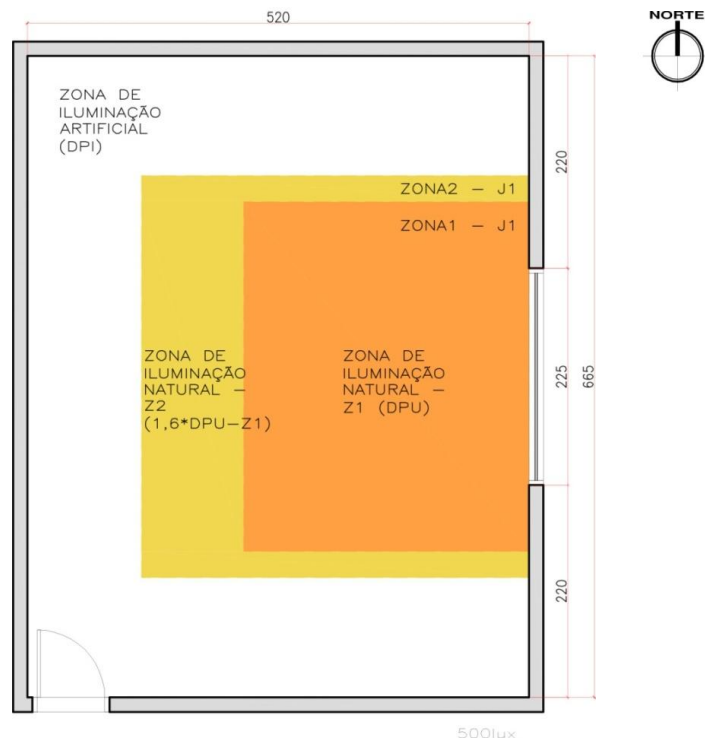 520
NORTE
ZONA DE
ILUMINAÇÃO
ARTIFICIAL
(DPI)
220
ZONA2 – J1
ZONA1 – J1
ZONA DE
ILUMINAÇÃO
NATURAL –
Z2
(1,6*DPU–Z1)
ZONA DE
ILUMINAÇÃO
NATURAL –
Z1 (DPU)
225
665
220
500lux